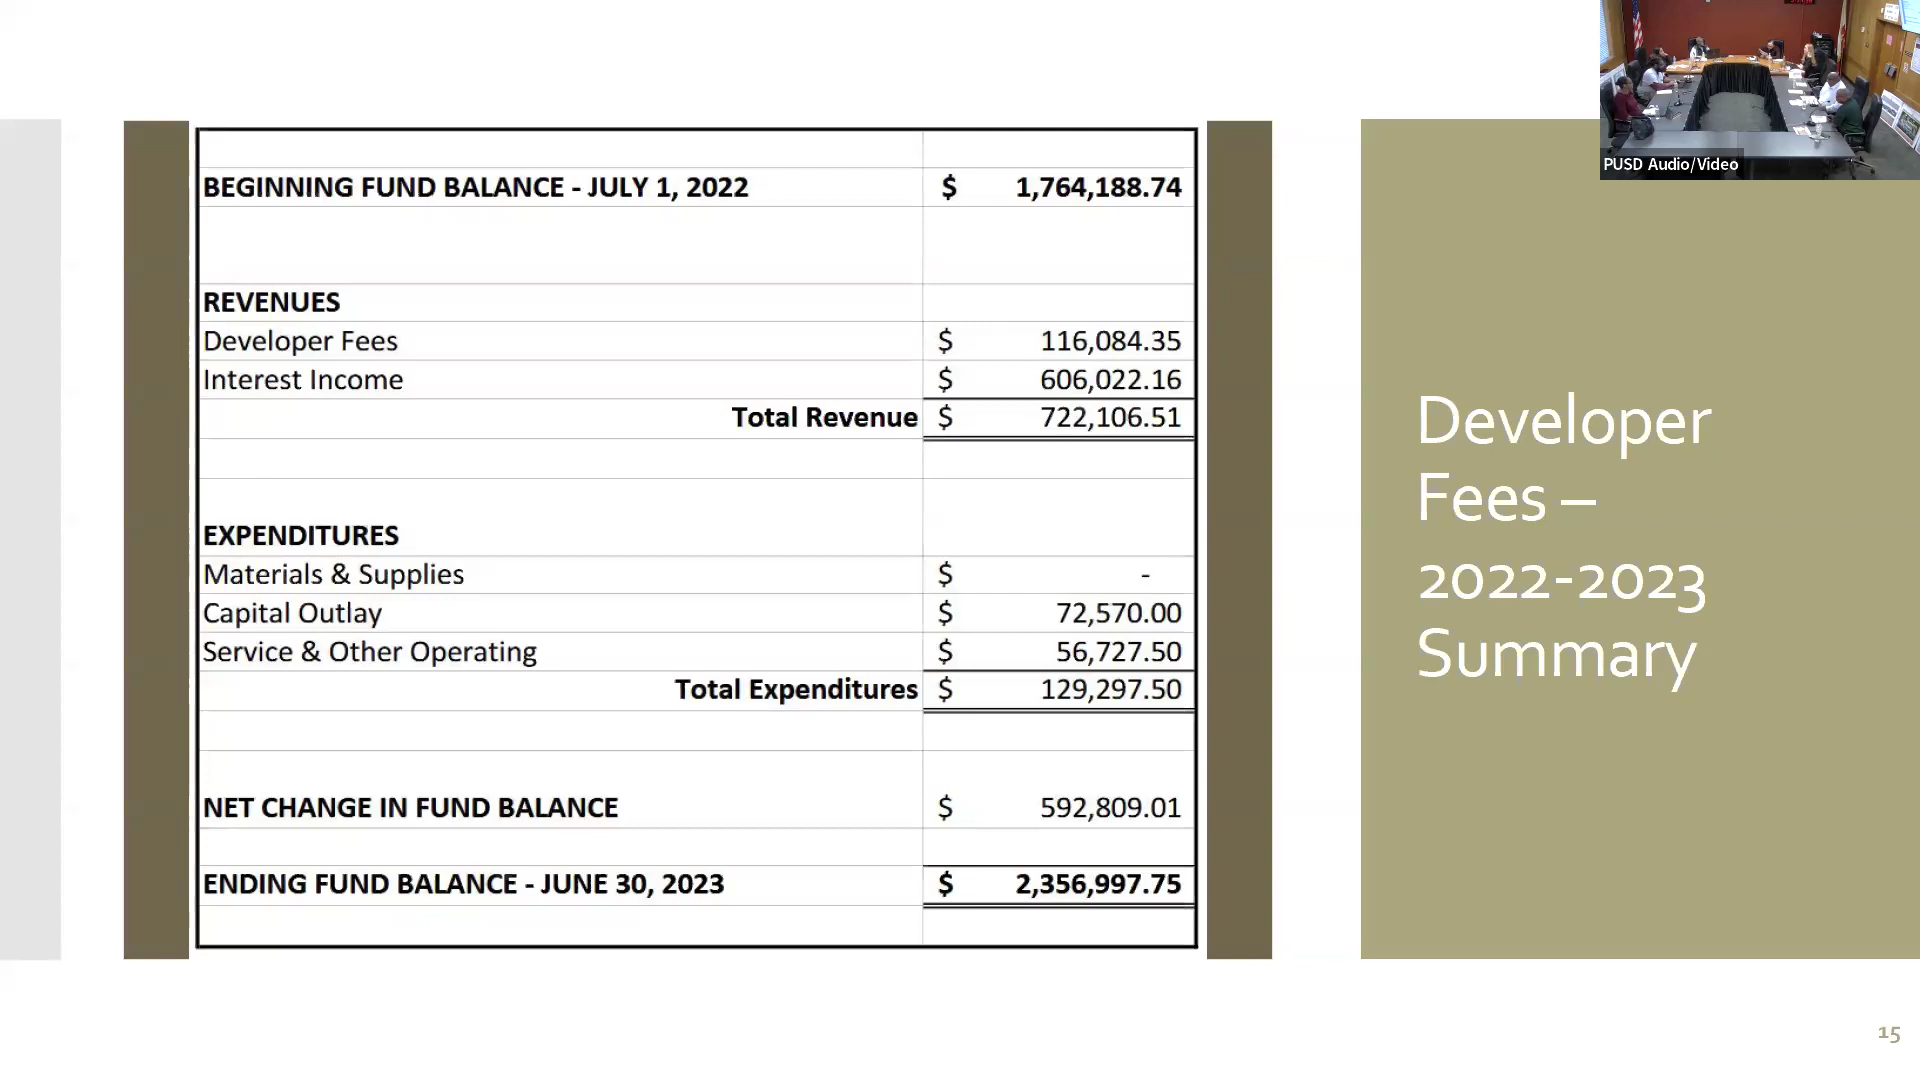 BEGINNING FUND BALANCE - JULY 1, 2022 $ 1,764,188.74
REVENUES
Developer Fees $ 116,084.35
Interest Income $ 606,022.16
Total Revenue $ 722,106.51
EXPENDITURES
Materials & Supplies $ -
Capital Outlay $ 72,570.00
Service & Other Operating $ 56,727.50
Total Expenditures $ 129,297.50
NET CHANGE IN FUND BALANCE $ 592,809.01
ENDING FUND BALANCE - JUNE 30, 2023 $ 2,356,997.75
PUSD Audio/Video
Developer
Fees –
2022-2023
Summary
15